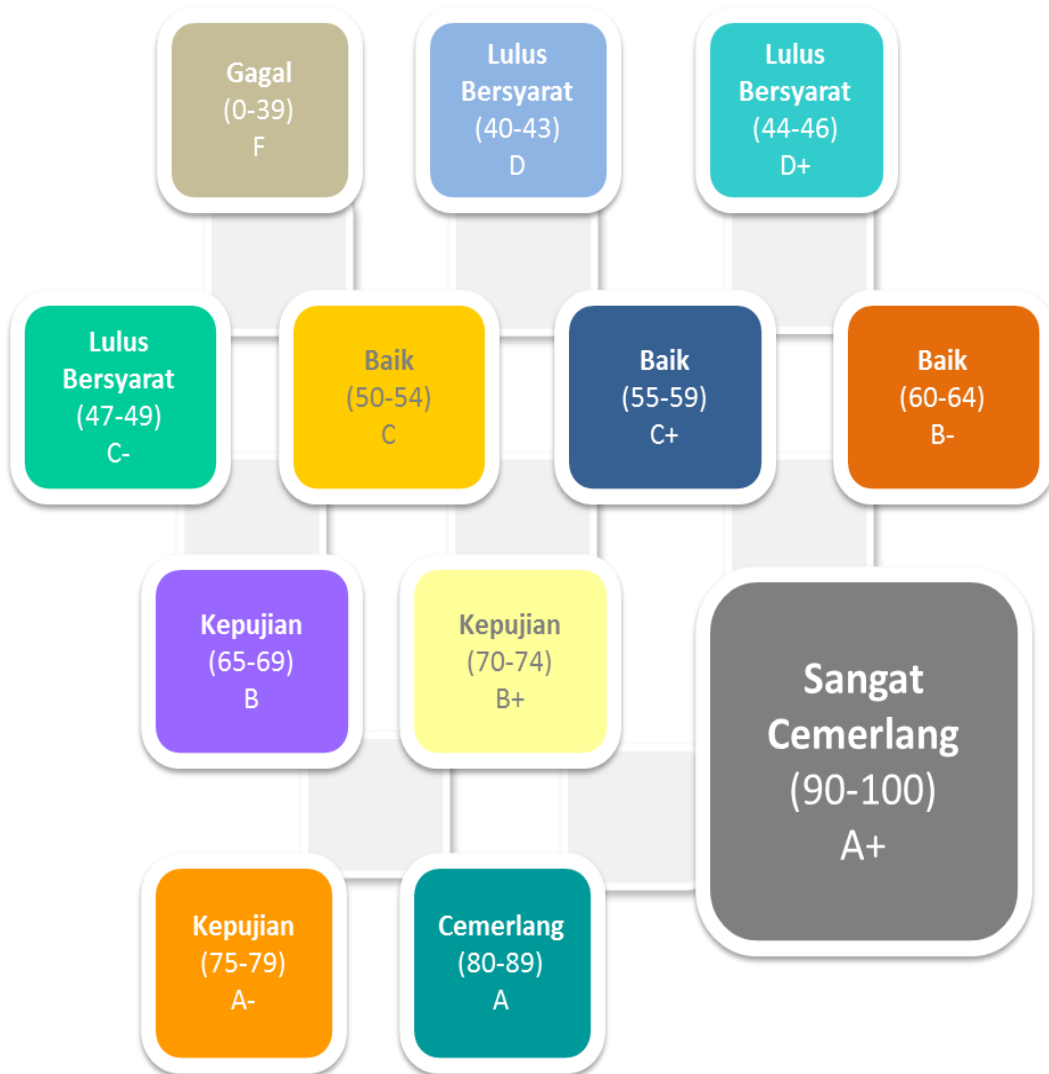 Gagal
(0-39)
F
Lulus
Bersyarat
(40-43)
D
Lulus
Bersyarat
(44-46)
D+
Lulus
Bersyarat
(47-49)
C-
Baik
(50-54)
C
Baik
(55-59)
C+
Baik
(60-64)
B-
Kepujian
(65-69)
B
Kepujian
(70-74)
B+
Sangat
Cemerlang
(90-100)
A+
Kepujian
(75-79)
A-
Cemerlang
(80-89)
A